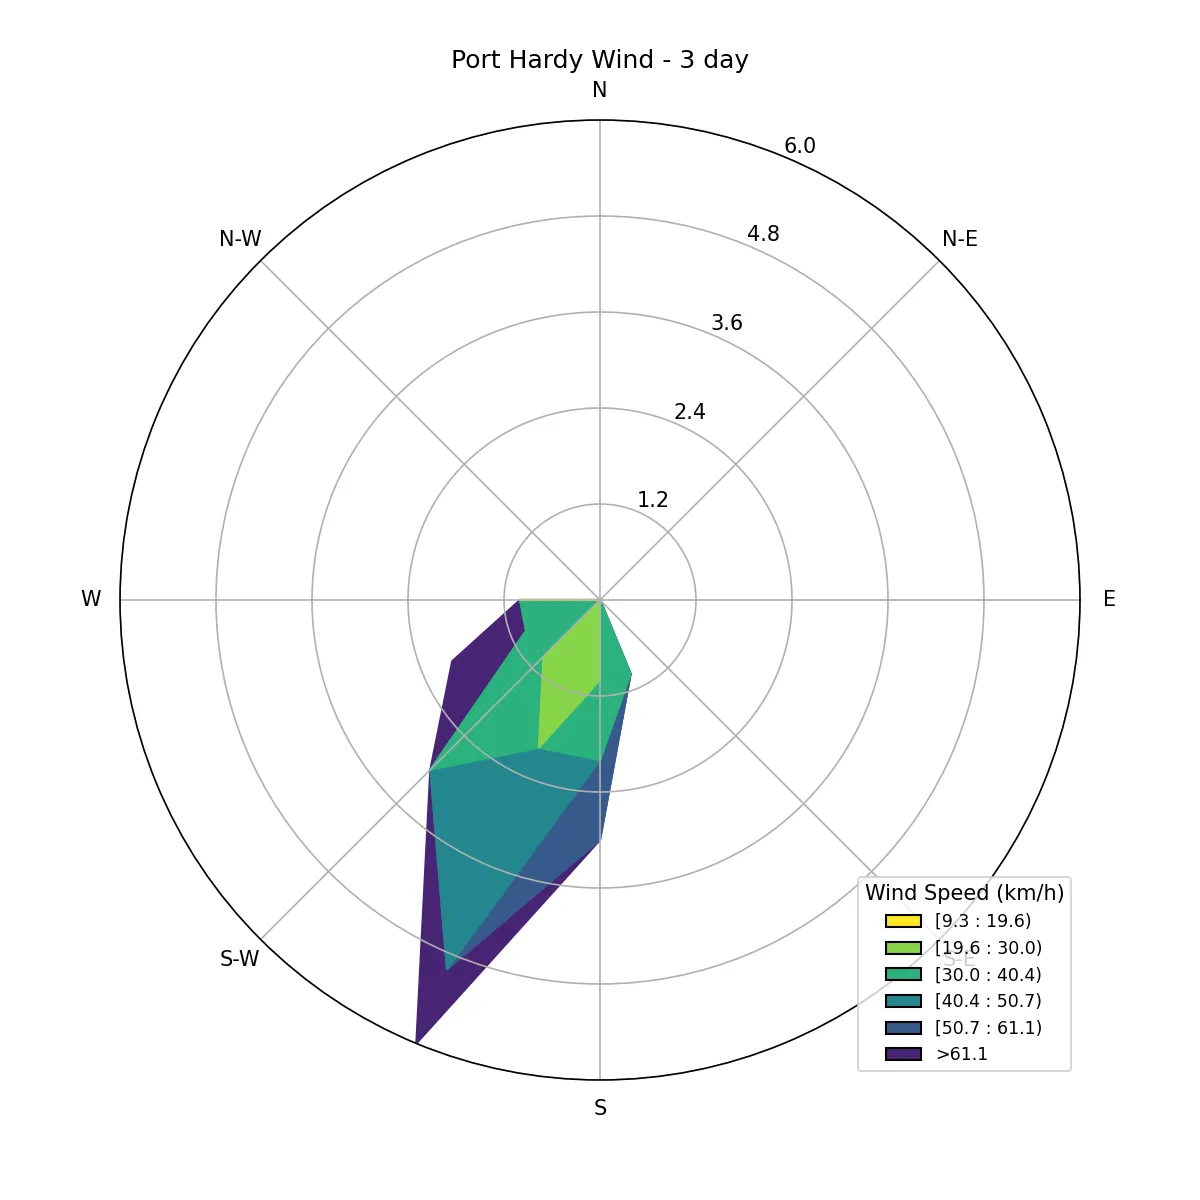 Port Hardy Wind - 3 day
N
6.0
4.8
N-W
N-E
3.6
2.4
1.2
W
E
Wind Speed (km/h)
[9.3 : 19.6)
[19.6 : 30.0)
S-W
S-E
[30.0 : 40.4)
[40.4 : 50.7)
[50.7 : 61.1)
>61.1
S